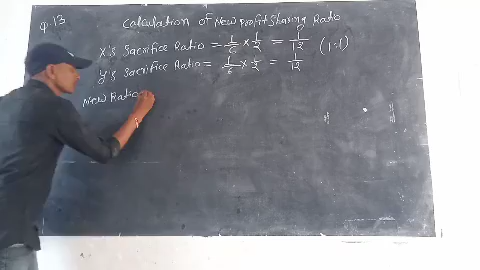 Q.13
Calculation of New Profit Sharing Ratio
X's Sacrifice Ratio = 1/6 × 1/2 = 1/12 (1:1)
Y's Sacrifice Ratio = 1/6 × 1/2 = 1/12
New Ratio